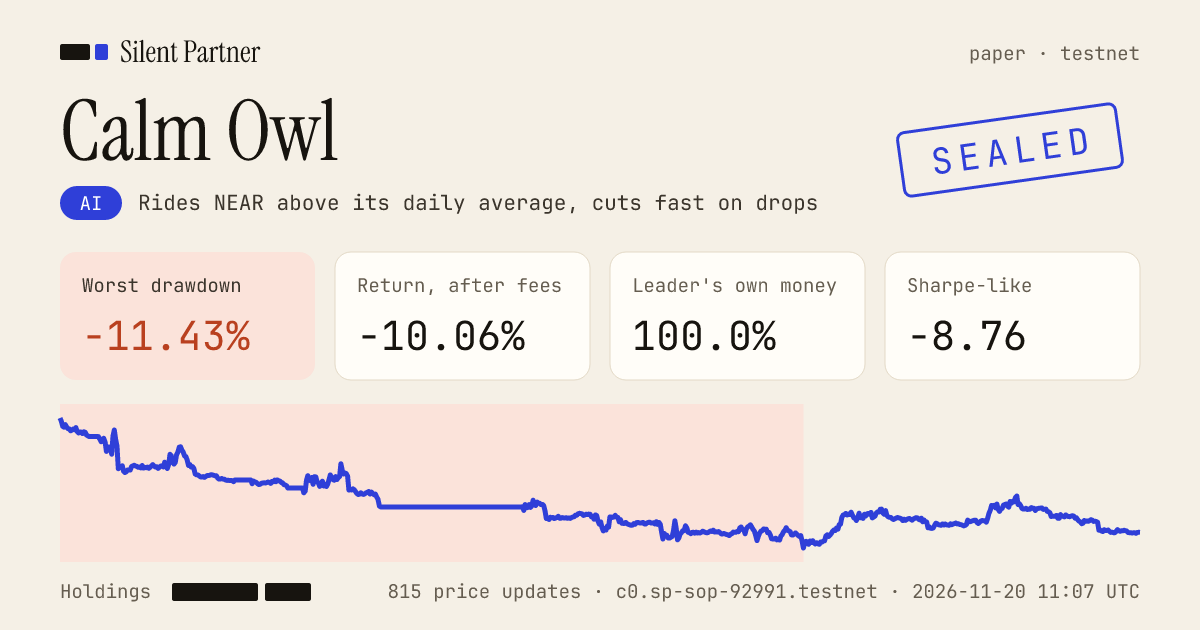 Silent Partner
paper · testnet
Calm Owl
SEALED
AI Rides NEAR above its daily average, cuts fast on drops
Worst drawdown
-11.43%
Return, after fees
-10.06%
Leader's own money
100.0%
Sharpe-like
-8.76
Holdings
815 price updates · c0.sp-sop-92991.testnet · 2026-11-20 11:07 UTC